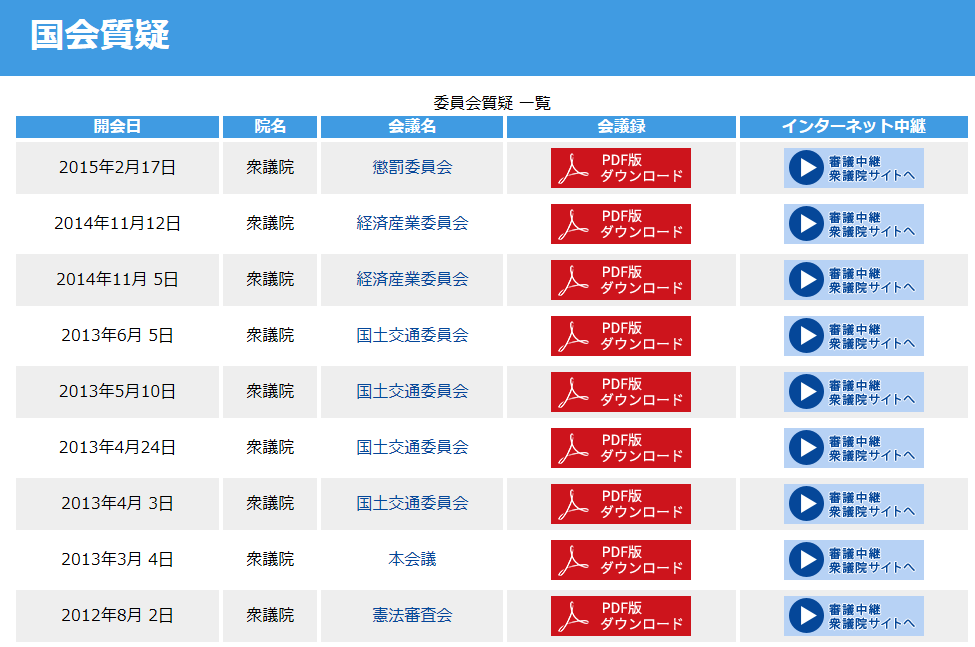 国会質疑
委員会質疑 一覧
開会日 院名 会議名 会議録 インターネット中継
2015年2月17日 衆議院 懲罰委員会 PDF版 ダウンロード 審議中継 衆議院サイトへ
2014年11月12日 衆議院 経済産業委員会 PDF版 ダウンロード 審議中継 衆議院サイトへ
2014年11月 5日 衆議院 経済産業委員会 PDF版 ダウンロード 審議中継 衆議院サイトへ
2013年6月 5日 衆議院 国土交通委員会 PDF版 ダウンロード 審議中継 衆議院サイトへ
2013年5月10日 衆議院 国土交通委員会 PDF版 ダウンロード 審議中継 衆議院サイトへ
2013年4月24日 衆議院 国土交通委員会 PDF版 ダウンロード 審議中継 衆議院サイトへ
2013年4月 3日 衆議院 国土交通委員会 PDF版 ダウンロード 審議中継 衆議院サイトへ
2013年3月 4日 衆議院 本会議 PDF版 ダウンロード 審議中継 衆議院サイトへ
2012年8月 2日 衆議院 憲法審査会 PDF版 ダウンロード 審議中継 衆議院サイトへ